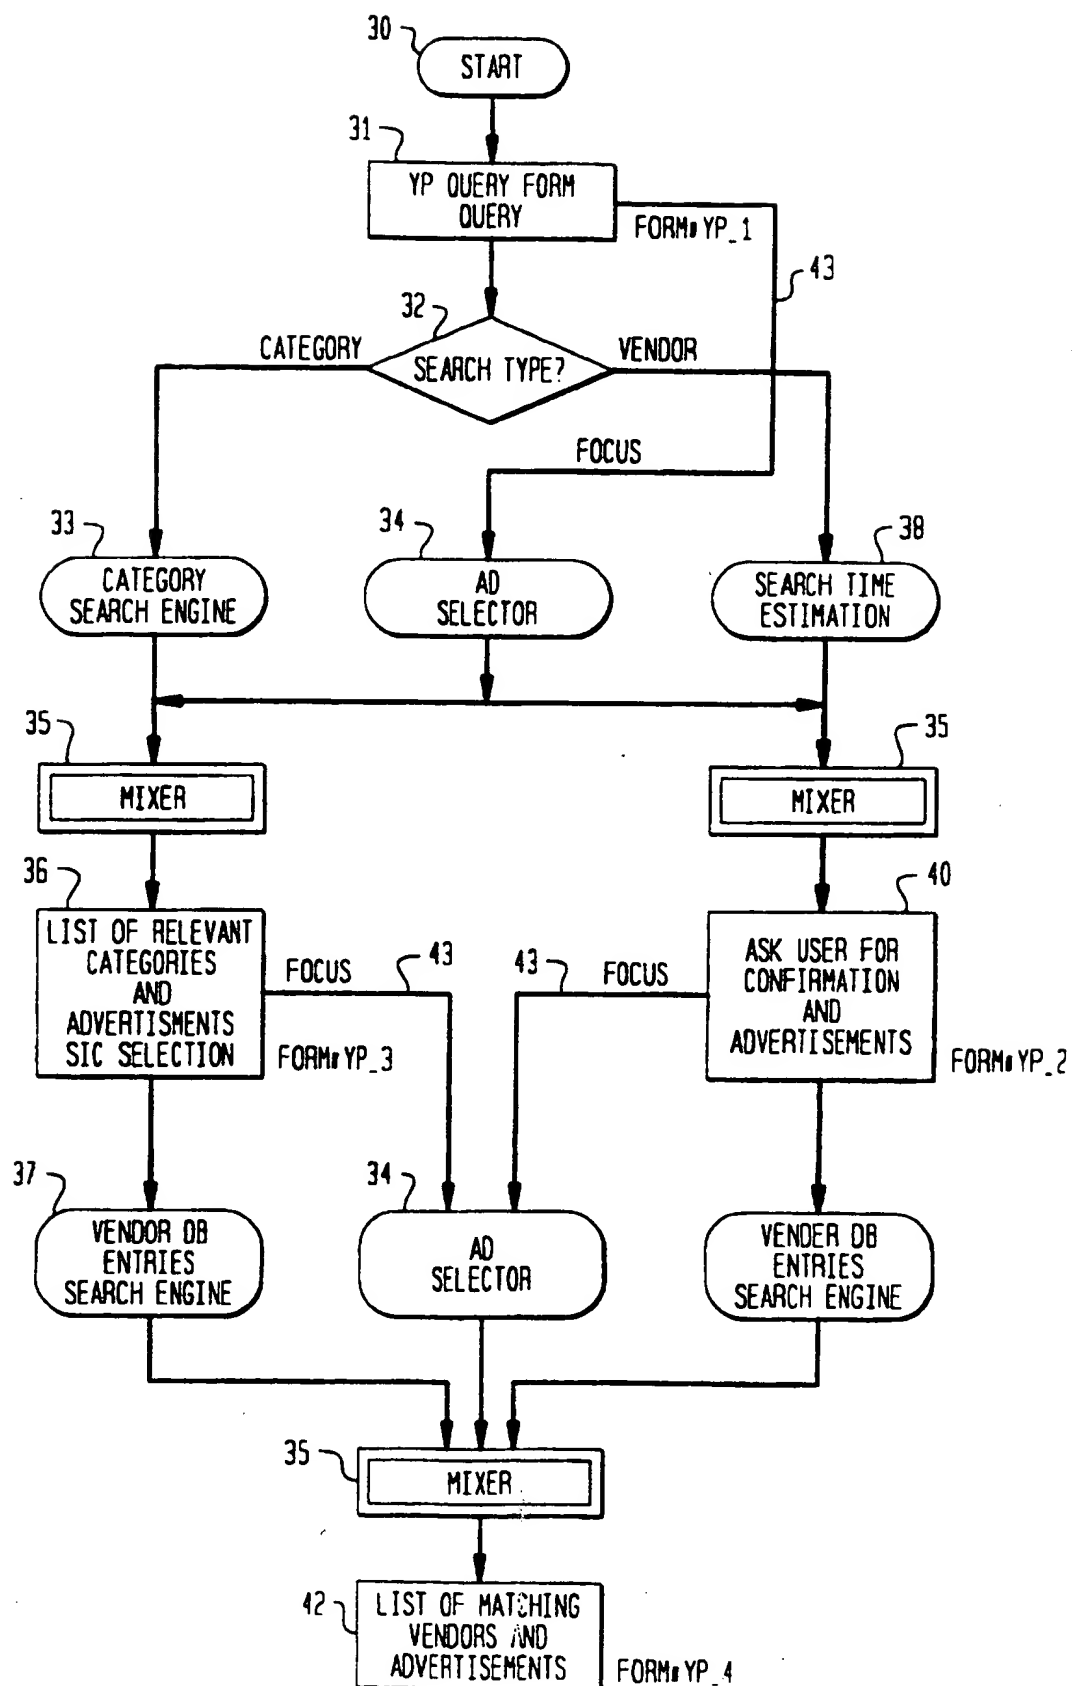 30
START
31
YP QUERY FORM
QUERY
FORM#YP_1
43
32
CATEGORY
SEARCH TYPE?
VENDOR
FOCUS
33
CATEGORY
SEARCH ENGINE
34
AD
SELECTOR
38
SEARCH TIME
ESTIMATION
35
MIXER
35
MIXER
36
LIST OF RELEVANT
CATEGORIES
AND
ADVERTISMENTS
SIC SELECTION
FORM#YP_3
FOCUS
43
43
FOCUS
40
ASK USER FOR
CONFIRMATION
AND
ADVERTISEMENTS
FORM#YP_2
37
VENDOR DB
ENTRIES
SEARCH ENGINE
34
AD
SELECTOR
VENDER DB
ENTRIES
SEARCH ENGINE
35
MIXER
42
LIST OF MATCHING
VENDORS AND
ADVERTISEMENTS
FORM#YP_4